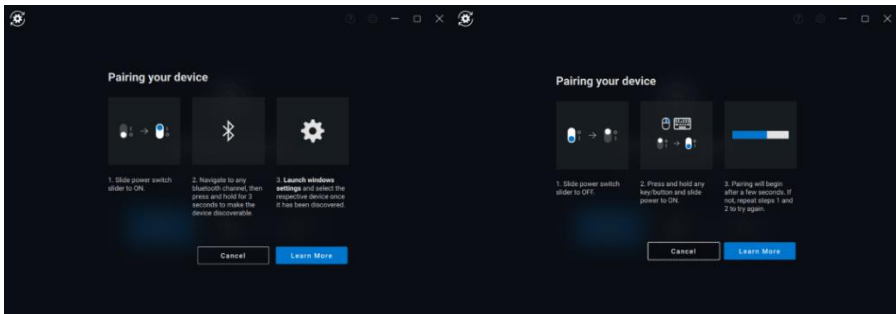 Pairing your device
1. Slide power switch
slider to ON.
2. Navigate to any
bluetooth channel, then
press and hold for 3
seconds to make the
device discoverable.
3. Launch windows
settings and select the
respective device once
it has been discovered.
Cancel
Learn More
Pairing your device
1. Slide power switch
slider to OFF.
2. Press and hold any
key/button and slide
power to ON.
3. Pairing will begin
after a few seconds. If
not, repeat steps 1 and
2 to try again.
Cancel
Learn More